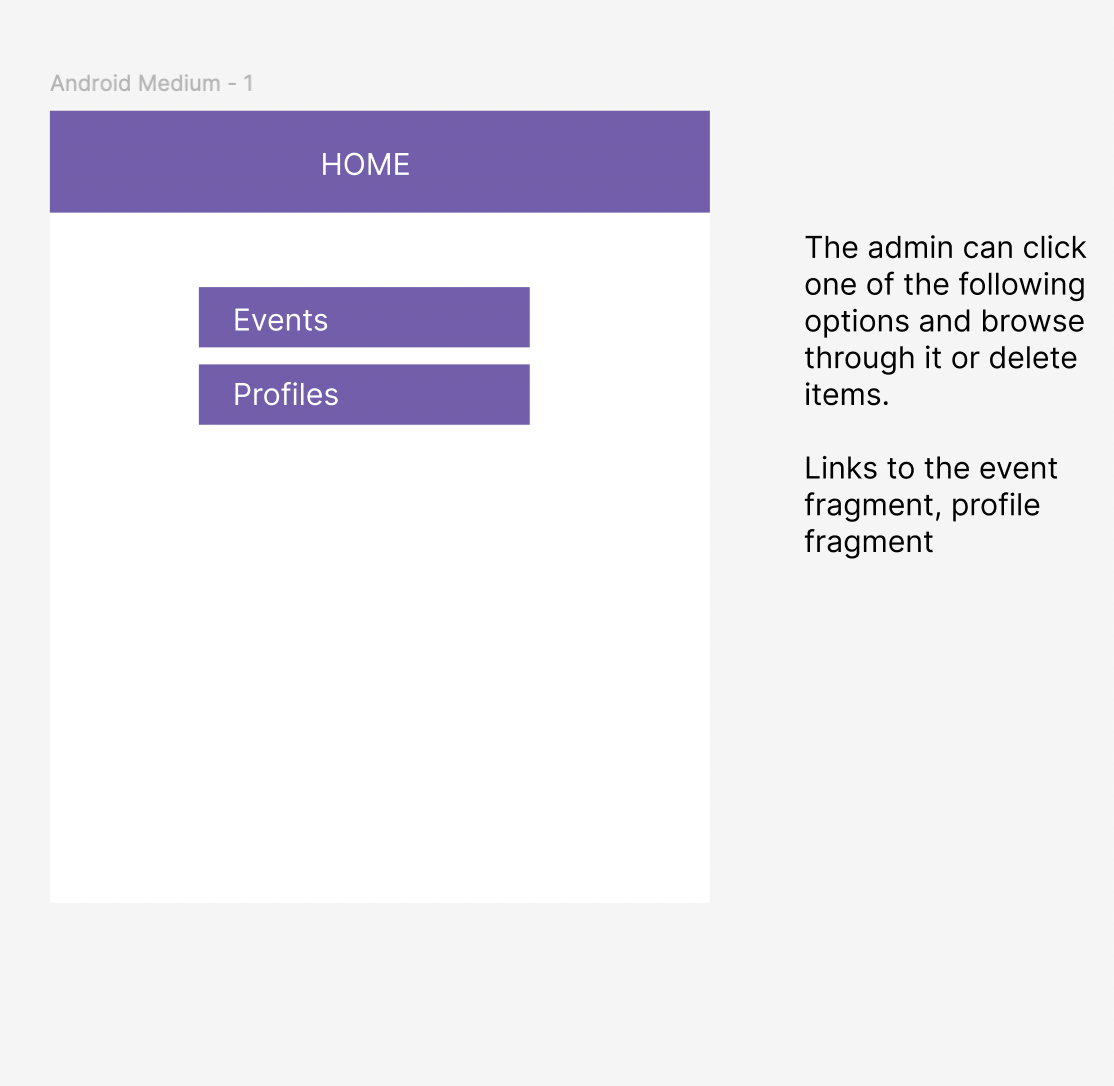 Android Medium - 1
HOME
Events
Profiles
The admin can click
one of the following
options and browse
through it or delete
items.
Links to the event
fragment, profile
fragment